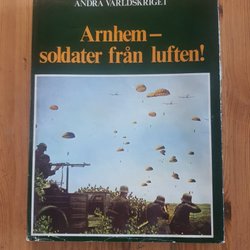 ANDRA VÄRLDSKRIGET
Arnhem –
soldater från luften!